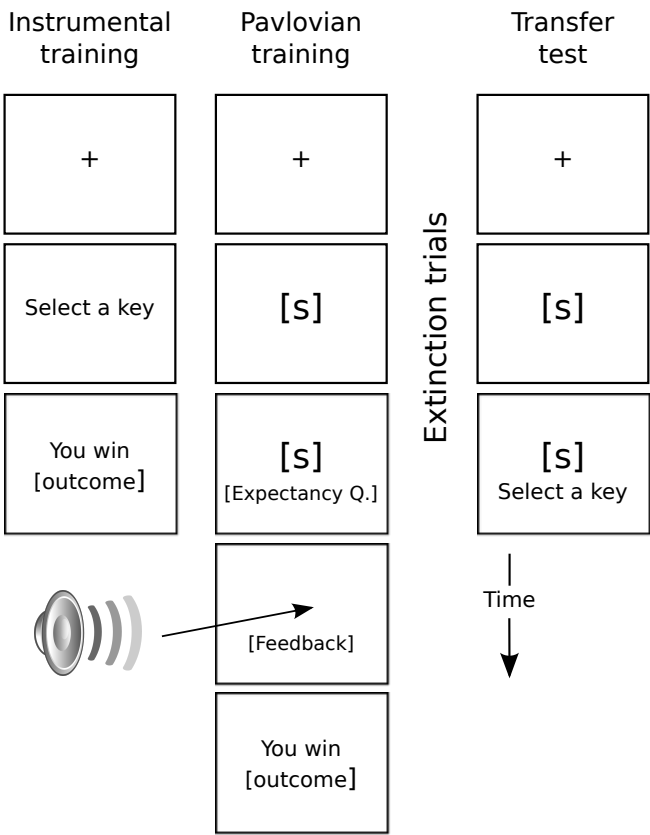 Instrumental
training
+
Select a key
You win
[outcome]
Pavlovian
training
+
[s]
[s]
[Expectancy Q.]
[Feedback]
You win
[outcome]
Extinction trials
Transfer
test
+
[s]
[s]
Select a key
Time